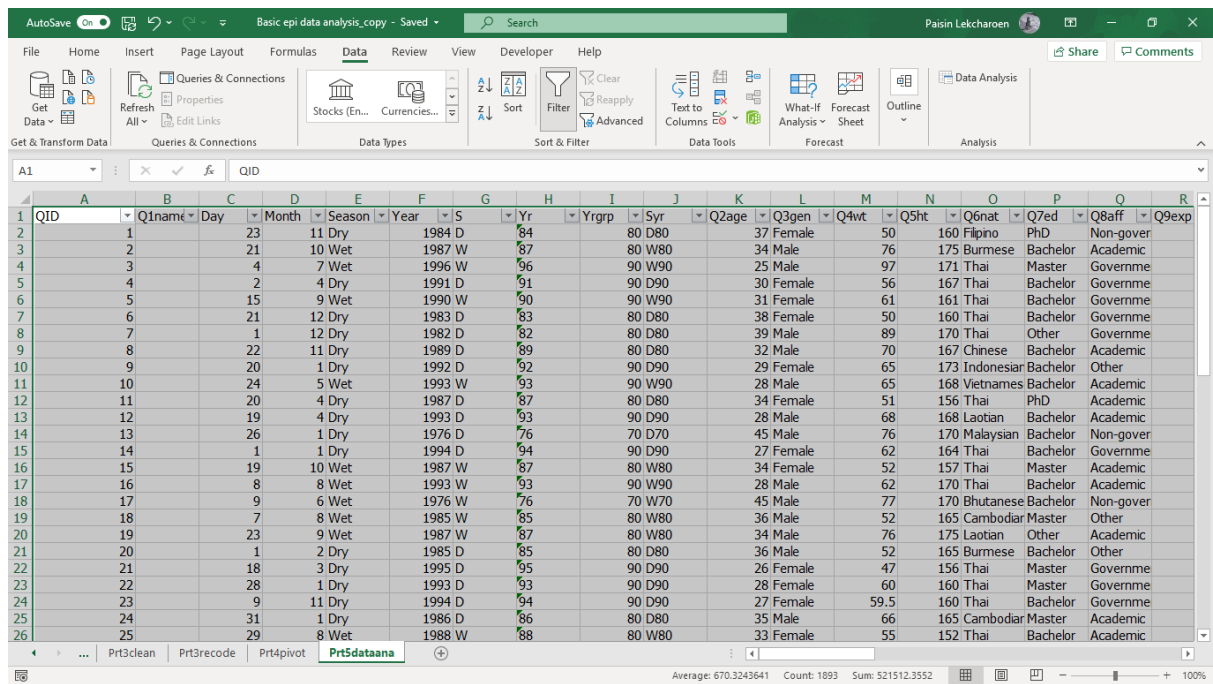 AutoSave On Basic epi data analysis_copy - Saved Search Paisin Lekcharoen
File Home Insert Page Layout Formulas Data Review View Developer Help Share Comments
Get Data Refresh All Queries & Connections Properties Edit Links Stocks (En... Currencies... Sort Filter Clear Reapply Advanced Text to Columns What-If Analysis Forecast Sheet Outline Data Analysis
Get & Transform Data Queries & Connections Data Types Sort & Filter Data Tools Forecast Analysis
A1 fx QID
A B C D E F G H I J K L M N O P Q R
1 QID Q1name Day Month Season Year S Yr Yrgrp Syr Q2age Q3gen Q4wt Q5ht Q6nat Q7ed Q8aff Q9exp
2 1 23 11 Dry 1984 D 84 80 D80 37 Female 50 160 Filipino PhD Non-gover
3 2 21 10 Wet 1987 W 87 80 W80 34 Male 76 175 Burmese Bachelor Academic
4 3 4 7 Wet 1996 W 96 90 W90 25 Male 97 171 Thai Master Governme
5 4 2 4 Dry 1991 D 91 90 D90 30 Female 56 167 Thai Bachelor Governme
6 5 15 9 Wet 1990 W 90 90 W90 31 Female 61 161 Thai Bachelor Governme
7 6 21 12 Dry 1983 D 83 80 D80 38 Female 50 160 Thai Bachelor Governme
8 7 1 12 Dry 1982 D 82 80 D80 39 Male 89 170 Thai Other Governme
9 8 22 11 Dry 1989 D 89 80 D80 32 Male 70 167 Chinese Bachelor Academic
10 9 20 1 Dry 1992 D 92 90 D90 29 Female 65 173 Indonesian Bachelor Other
11 10 24 5 Wet 1993 W 93 90 W90 28 Male 65 168 Vietnames Bachelor Academic
12 11 20 4 Dry 1987 D 87 80 D80 34 Female 51 156 Thai PhD Academic
13 12 19 4 Dry 1993 D 93 90 D90 28 Male 68 168 Laotian Bachelor Academic
14 13 26 1 Dry 1976 D 76 70 D70 45 Male 76 170 Malaysian Bachelor Non-gover
15 14 1 1 Dry 1994 D 94 90 D90 27 Female 62 164 Thai Bachelor Governme
16 15 19 10 Wet 1987 W 87 80 W80 34 Female 52 157 Thai Master Academic
17 16 8 8 Wet 1993 W 93 90 W90 28 Male 62 170 Thai Bachelor Academic
18 17 9 6 Wet 1976 W 76 70 W70 45 Male 77 170 Bhutanese Bachelor Non-gover
19 18 7 8 Wet 1985 W 85 80 W80 36 Male 52 165 Cambodiar Master Other
20 19 23 9 Wet 1987 W 87 80 W80 34 Male 76 175 Laotian Other Academic
21 20 1 2 Dry 1985 D 85 80 D80 36 Male 52 165 Burmese Bachelor Other
22 21 18 3 Dry 1995 D 95 90 D90 26 Female 47 156 Thai Master Governme
23 22 28 1 Dry 1993 D 93 90 D90 28 Female 60 160 Thai Master Governme
24 23 9 11 Dry 1994 D 94 90 D90 27 Female 59.5 160 Thai Bachelor Governme
25 24 31 1 Dry 1986 D 86 80 D80 35 Male 66 165 Cambodiar Master Academic
26 25 29 8 Wet 1988 W 88 80 W80 33 Female 55 152 Thai Bachelor Academic
... Prt3clean Prt3recode Prt4pivot Prt5dataana
Average: 670.3243641 Count: 1893 Sum: 521512.3552 100%